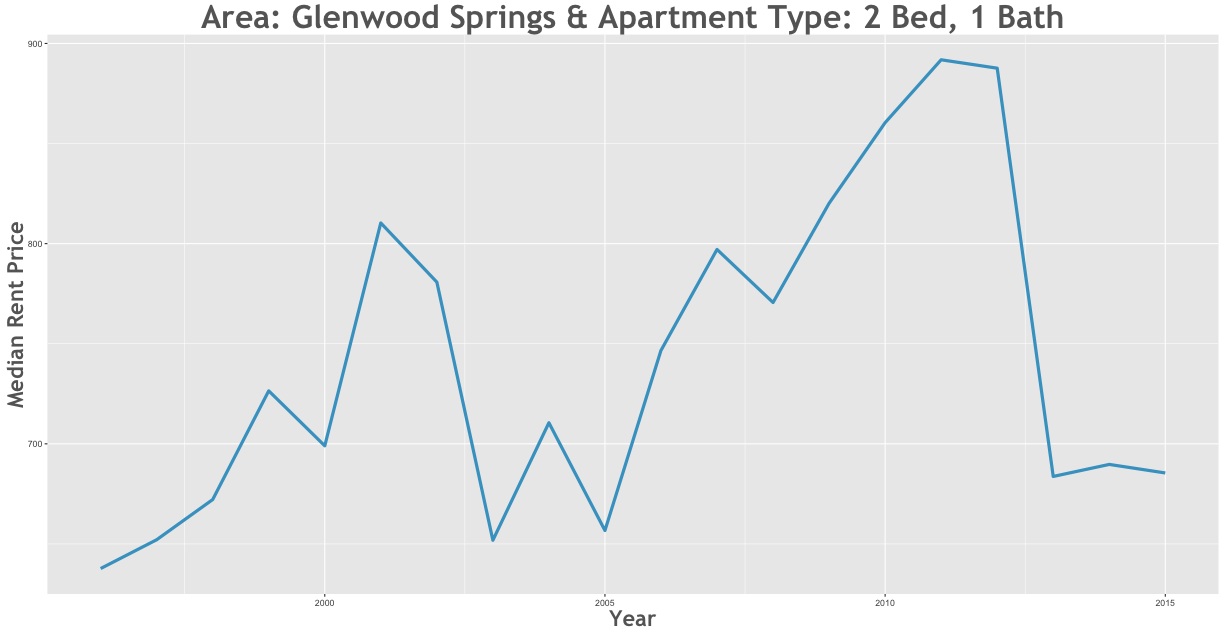 Area: Glenwood Springs & Apartment Type: 2 Bed, 1 Bath
Median Rent Price
900
800
700
2000 2005 2010 2015
Year